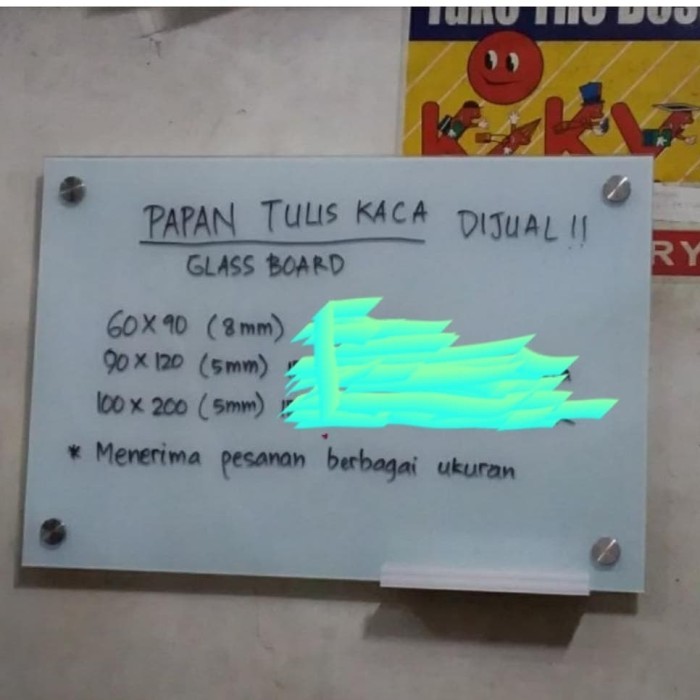 PAPAN TULIS KACA DIJUAL !!
GLASS BOARD
60 X 90 (8mm)
90 X 120 (5mm)
100 X 200 (5mm)
* Menerima pesanan berbagai ukuran
RY